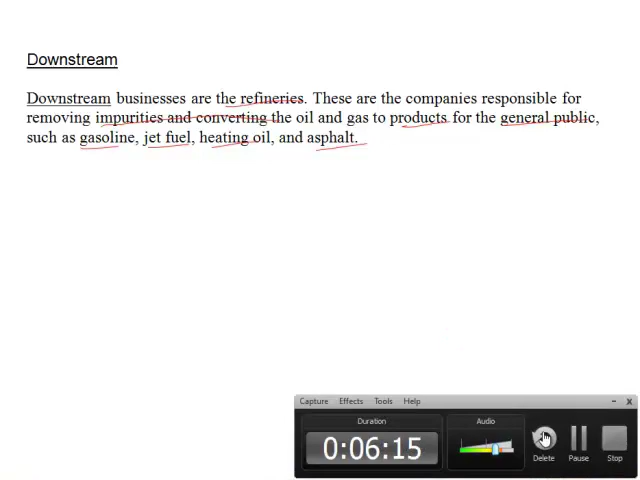 Downstream
Downstream businesses are the refineries. These are the companies responsible for
removing impurities and converting the oil and gas to products for the general public,
such as gasoline, jet fuel, heating oil, and asphalt.
Capture Effects Tools Help
Duration
Audio
0:06:15
Delete Pause Stop